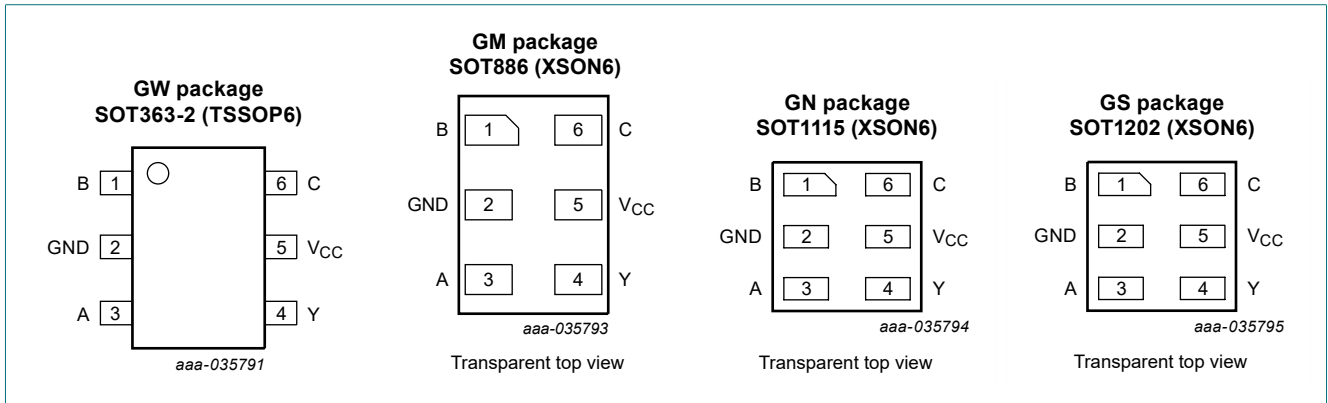 GW package
SOT363-2 (TSSOP6)
B 1 6 C
GND 2 5 VCC
A 3 4 Y
aaa-035791
GM package
SOT886 (XSON6)
B 1 6 C
GND 2 5 VCC
A 3 4 Y
aaa-035793
Transparent top view
GN package
SOT1115 (XSON6)
B 1 6 C
GND 2 5 VCC
A 3 4 Y
aaa-035794
Transparent top view
GS package
SOT1202 (XSON6)
B 1 6 C
GND 2 5 VCC
A 3 4 Y
aaa-035795
Transparent top view